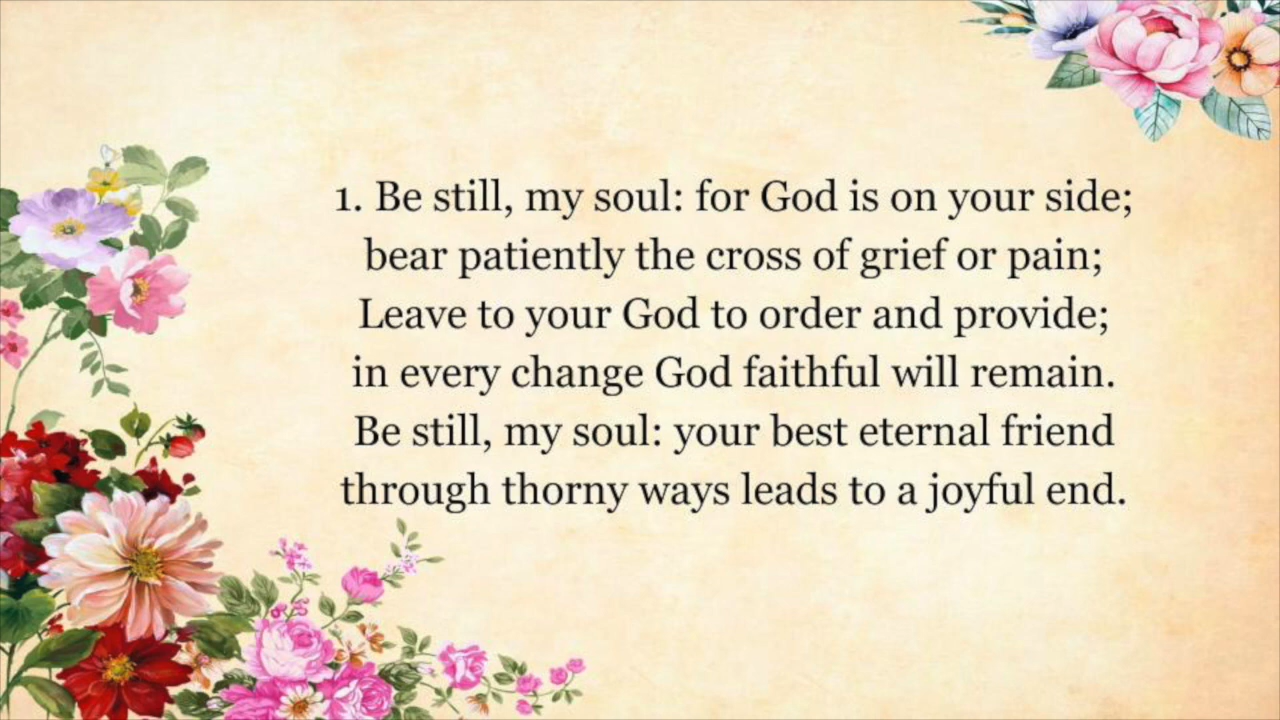 1. Be still, my soul: for God is on your side;
bear patiently the cross of grief or pain;
Leave to your God to order and provide;
in every change God faithful will remain.
Be still, my soul: your best eternal friend
through thorny ways leads to a joyful end.